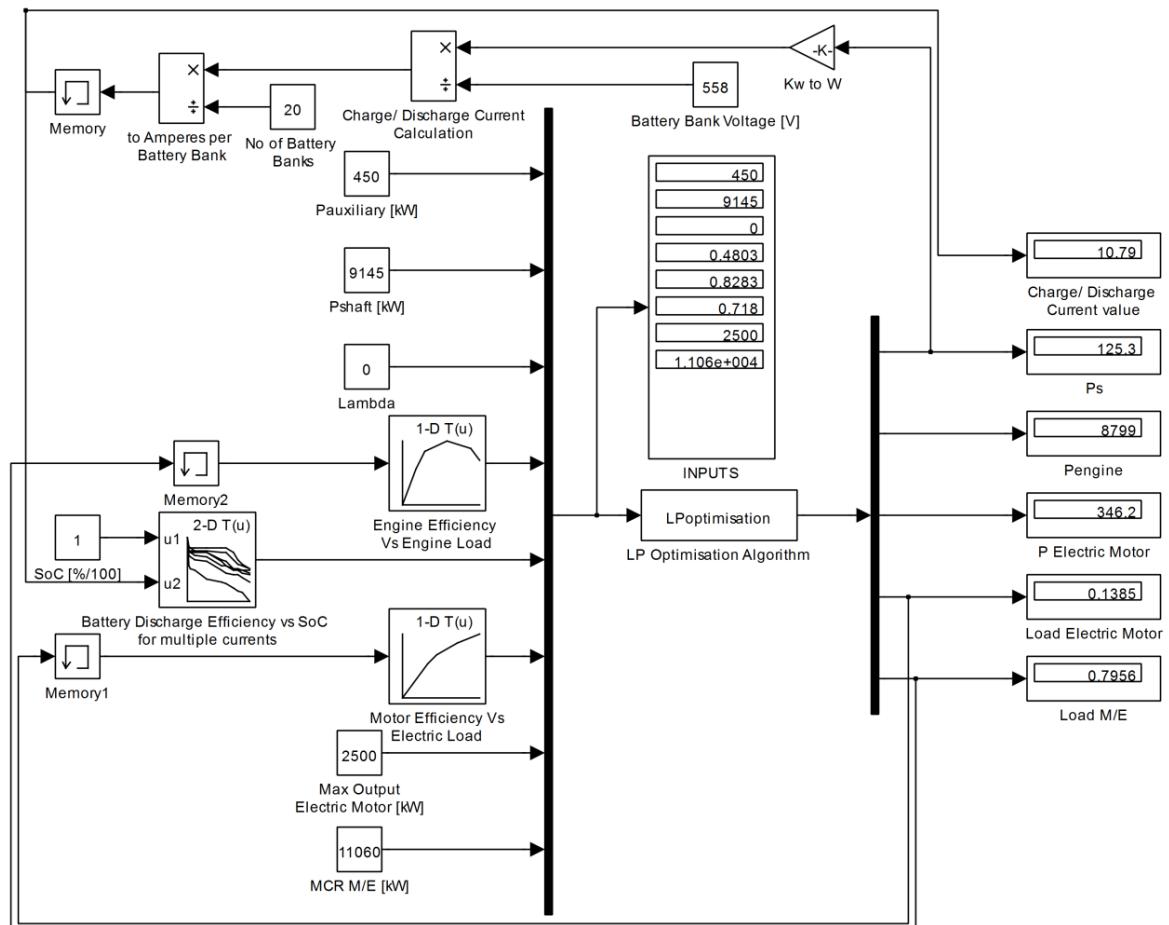 ×
÷
Memory
to Amperes per
Battery Bank
20
No of Battery
Banks
×
÷
Charge/ Discharge Current
Calculation
558
Battery Bank Voltage [V]
-K-
Kw to W
450
Pauxiliary [kW]
9145
Pshaft [kW]
0
Lambda
1-D T(u)
Engine Efficiency
Vs Engine Load
Memory2
1
SoC [%/100]
2-D T(u)
u1
u2
Battery Discharge Efficiency vs SoC
for multiple currents
Memory1
1-D T(u)
Motor Efficiency Vs
Electric Load
2500
Max Output
Electric Motor [kW]
11060
MCR M/E [kW]
450
9145
0
0.4803
0.8283
0.718
2500
1.106e+004
INPUTS
LPoptimisation
LP Optimisation Algorithm
10.79
Charge/ Discharge
Current value
125.3
Ps
8799
Pengine
346.2
P Electric Motor
0.1385
Load Electric Motor
0.7956
Load M/E